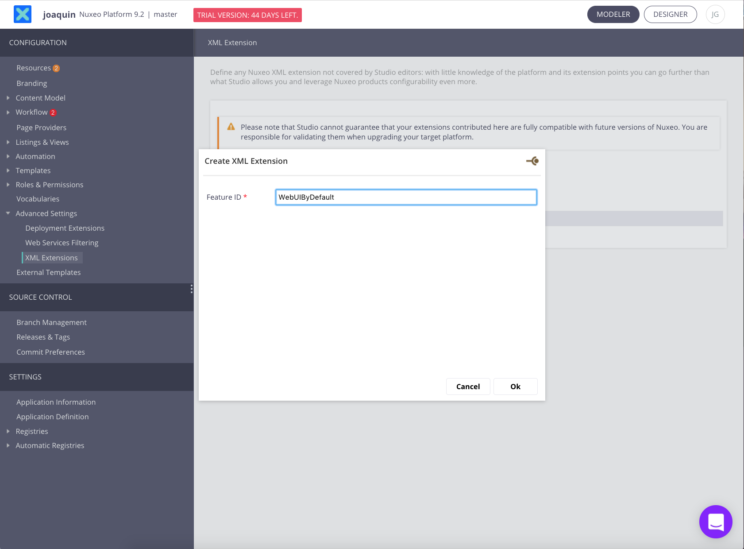 joaquin Nuxeo Platform 9.2 | master
TRIAL VERSION: 44 DAYS LEFT.
MODELER
DESIGNER
JG
CONFIGURATION
Resources
Branding
Content Model
Workflow 2
Page Providers
Listings & Views
Automation
Templates
Roles & Permissions
Vocabularies
Advanced Settings
Deployment Extensions
Web Services Filtering
XML Extensions
External Templates
SOURCE CONTROL
Branch Management
Releases & Tags
Commit Preferences
SETTINGS
Application Information
Application Definition
Registries
Automatic Registries
XML Extension
Define any Nuxeo XML extension not covered by Studio editors: with little knowledge of the platform and its extension points you can go further than
what Studio allows you and leverage Nuxeo products configurability even more.
Please note that Studio cannot guarantee that your extensions contributed here are fully compatible with future versions of Nuxeo. You are
responsible for validating them when upgrading your target platform.
Create XML Extension
Feature ID *
WebUIByDefault
Cancel
Ok